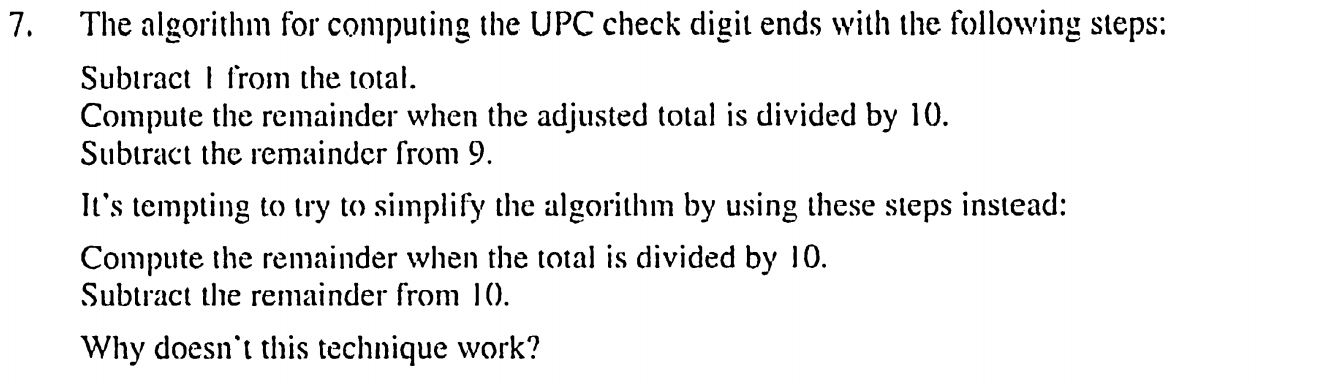 7. The algorithm for computing the UPC check digit ends with the following steps:
Subtract 1 from the total.
Compute the remainder when the adjusted total is divided by 10.
Subtract the remainder from 9.
It's tempting to try to simplify the algorithm by using these steps instead:
Compute the remainder when the total is divided by 10.
Subtract the remainder from 10.
Why doesn't this technique work?